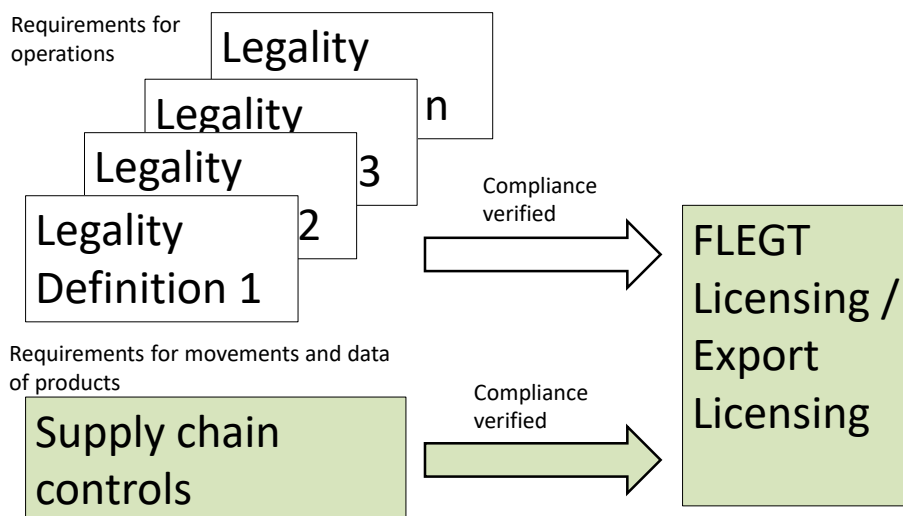 Requirements for
operations
Legality
n
Legality
3
Legality
2
Legality
Definition 1
Compliance
verified
FLEGT
Licensing /
Export
Licensing
Requirements for movements and data
of products
Supply chain
controls
Compliance
verified